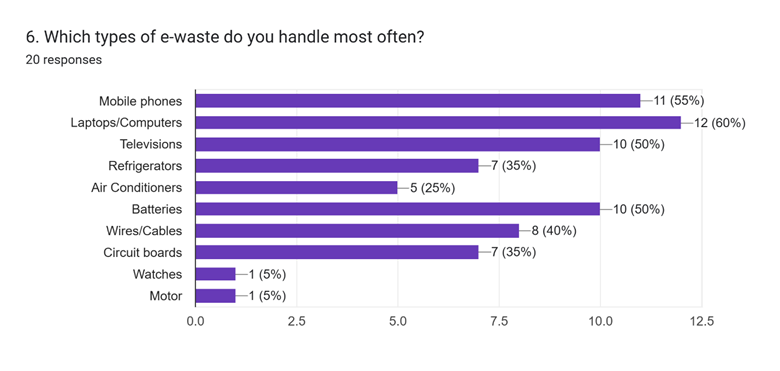 6. Which types of e-waste do you handle most often?
20 responses
Mobile phones 11 (55%)
Laptops/Computers 12 (60%)
Televisions 10 (50%)
Refrigerators 7 (35%)
Air Conditioners 5 (25%)
Batteries 10 (50%)
Wires/Cables 8 (40%)
Circuit boards 7 (35%)
Watches 1 (5%)
Motor 1 (5%)
0.0 2.5 5.0 7.5 10.0 12.5